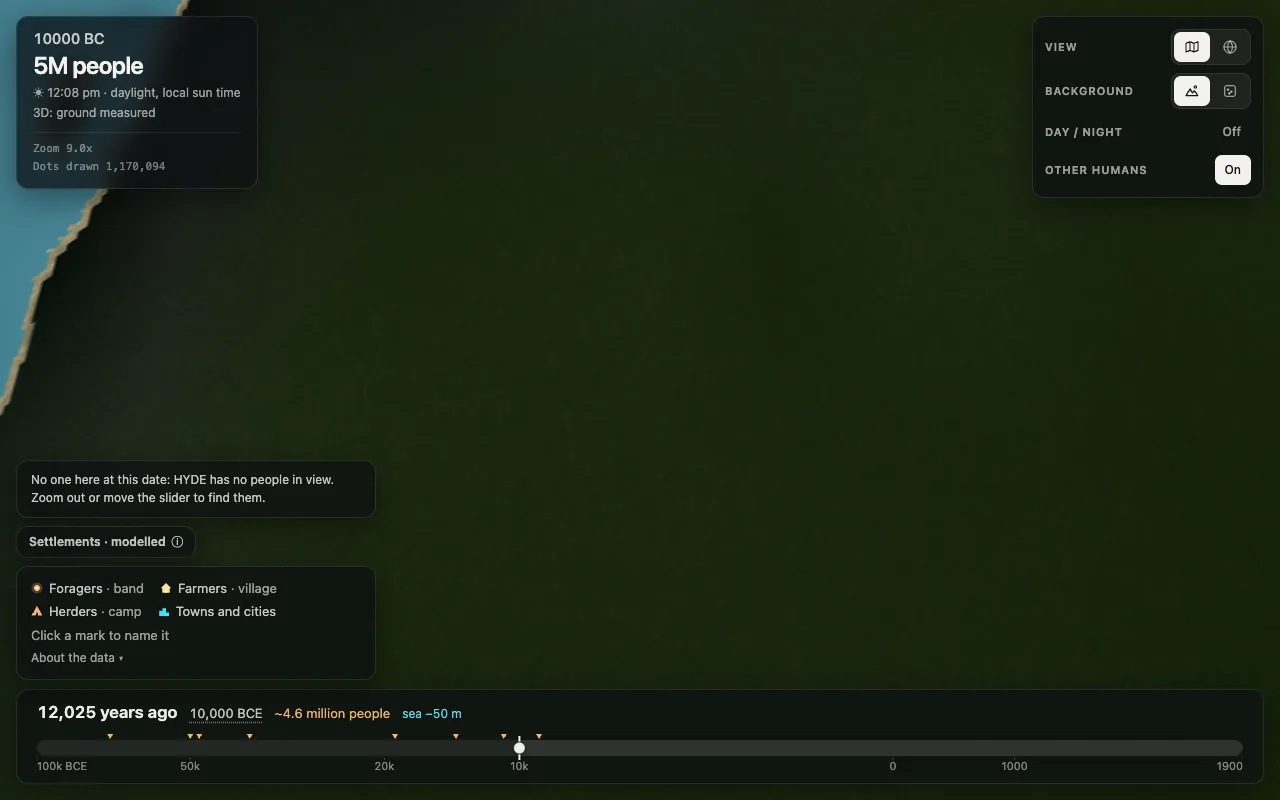 10000 BC
5M people
☀ 12:08 pm · daylight, local sun time
3D: ground measured
Zoom 9.0x
Dots drawn 1,170,094
VIEW
BACKGROUND
DAY / NIGHT Off
OTHER HUMANS On
No one here at this date: HYDE has no people in view.
Zoom out or move the slider to find them.
Settlements · modelled ⓘ
Foragers · band Farmers · village
Herders · camp Towns and cities
Click a mark to name it
About the data ▾
12,025 years ago 10,000 BCE ~4.6 million people sea −50 m
100k BCE 50k 20k 10k 0 1000 1900